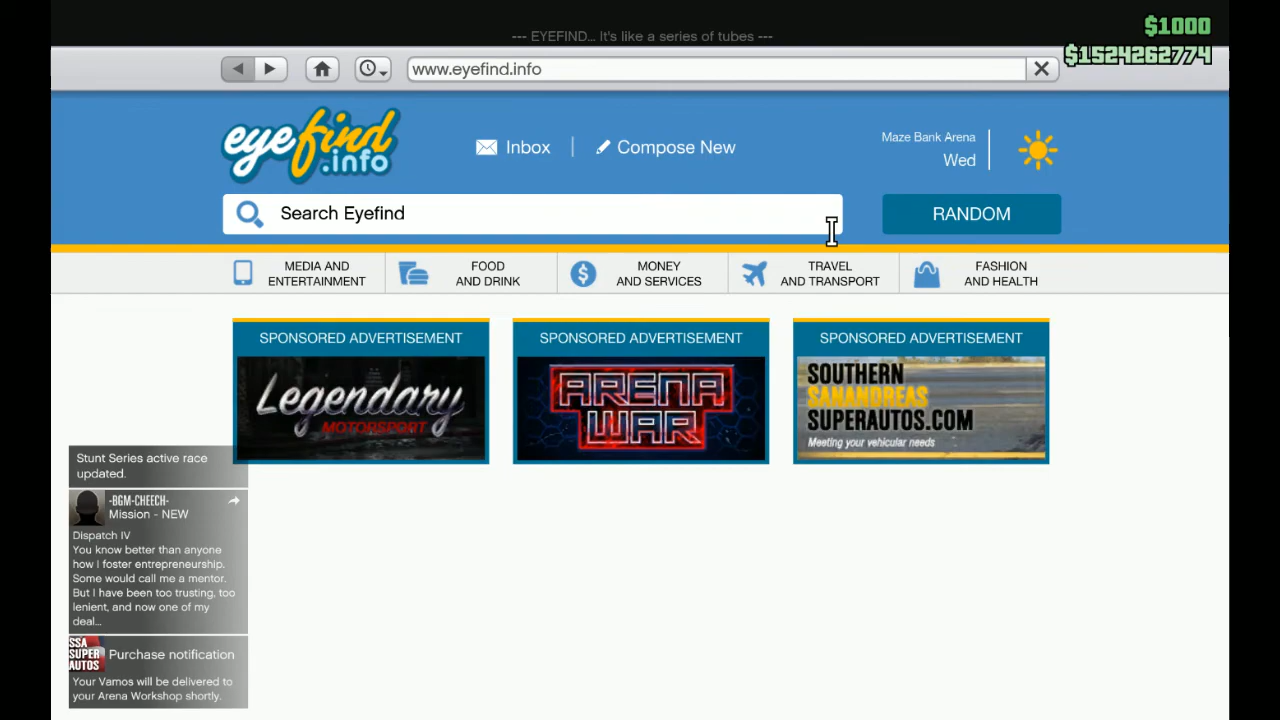 --- EYEFIND... It's like a series of tubes ---
$1000
$1524262774
www.eyefind.info
eyefind
.info
Inbox
Compose New
Maze Bank Arena
Wed
Search Eyefind
RANDOM
MEDIA AND
ENTERTAINMENT
FOOD
AND DRINK
MONEY
AND SERVICES
TRAVEL
AND TRANSPORT
FASHION
AND HEALTH
SPONSORED ADVERTISEMENT
Legendary
MOTORSPORT
SPONSORED ADVERTISEMENT
ARENA
WAR
SPONSORED ADVERTISEMENT
SOUTHERN
SANANDREAS
SUPERAUTOS.COM
Meeting your vehicular needs
Stunt Series active race
updated.
-BGM-CHEECH-
Mission - NEW
Dispatch IV
You know better than anyone
how I foster entrepreneurship.
Some would call me a mentor.
But I have been too trusting, too
lenient, and now one of my
deal...
SSA
SUPER
AUTOS
Purchase notification
Your Vamos will be delivered to
your Arena Workshop shortly.